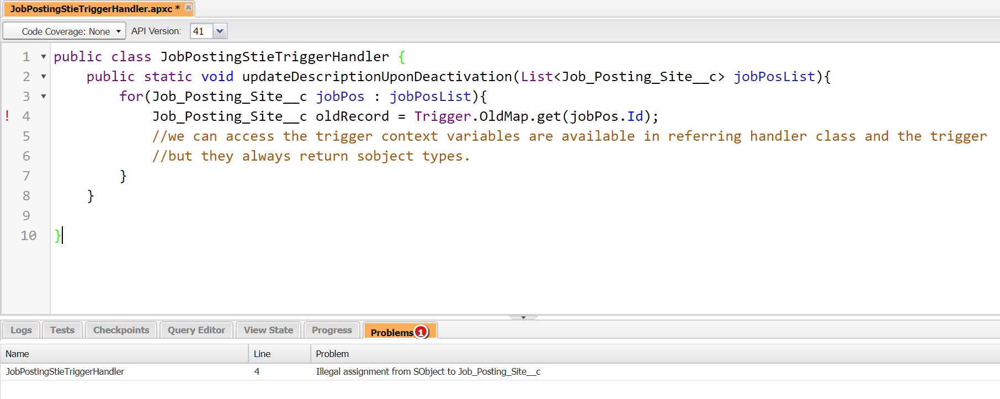 JobPostingStieTriggerHandler.apxc *
Code Coverage: None API Version: 41
1 public class JobPostingStieTriggerHandler {
2 public static void updateDescriptionUponDeactivation(List<Job_Posting_Site__c> jobPosList){
3 for(Job_Posting_Site__c jobPos : jobPosList){
! 4 Job_Posting_Site__c oldRecord = Trigger.OldMap.get(jobPos.Id);
5 //we can access the trigger context variables are available in referring handler class and the trigger
6 //but they always return sobject types.
7 }
8 }
9
10 }
Logs Tests Checkpoints Query Editor View State Progress Problems 1
Name Line Problem
JobPostingStieTriggerHandler 4 Illegal assignment from SObject to Job_Posting_Site__c